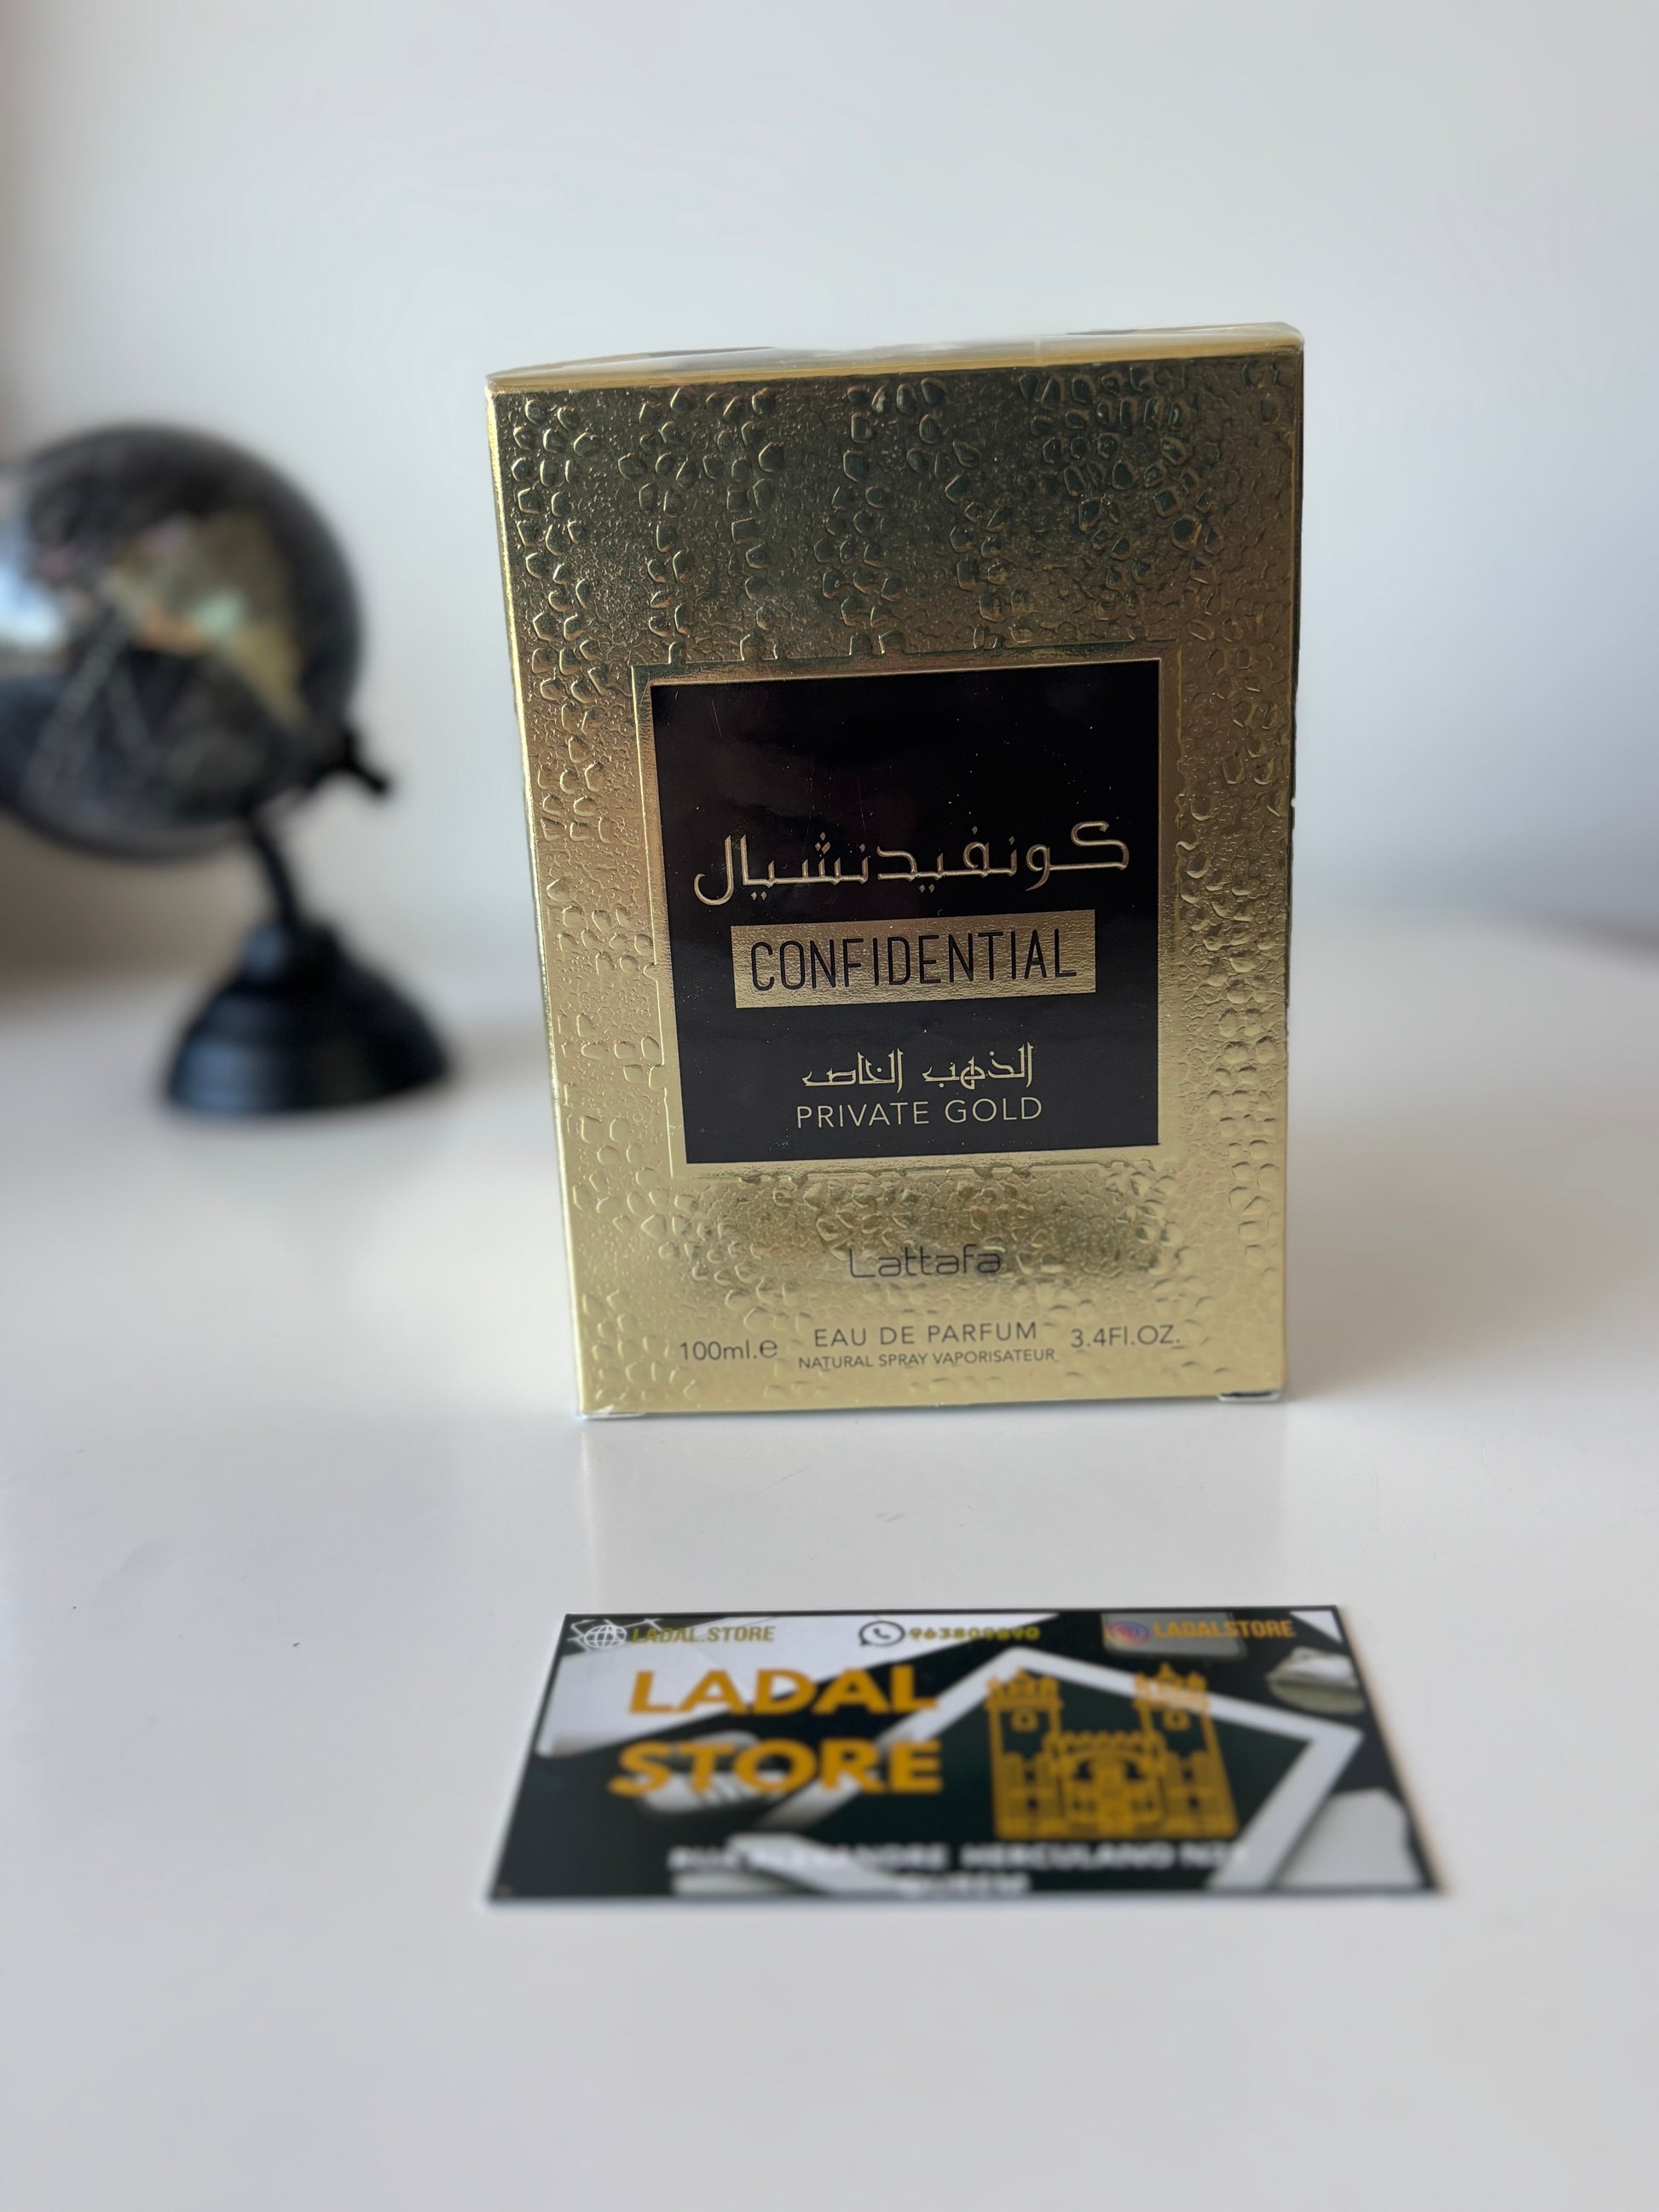 كونفيدنشيال
CONFIDENTIAL
الذهب الخاص
PRIVATE GOLD
Lattafa
100ml.e EAU DE PARFUM 3.4Fl.OZ.
NATURAL SPRAY VAPORISATEUR
LADAL.STORE LADALSTORE
LADAL
STORE
HERCULANO